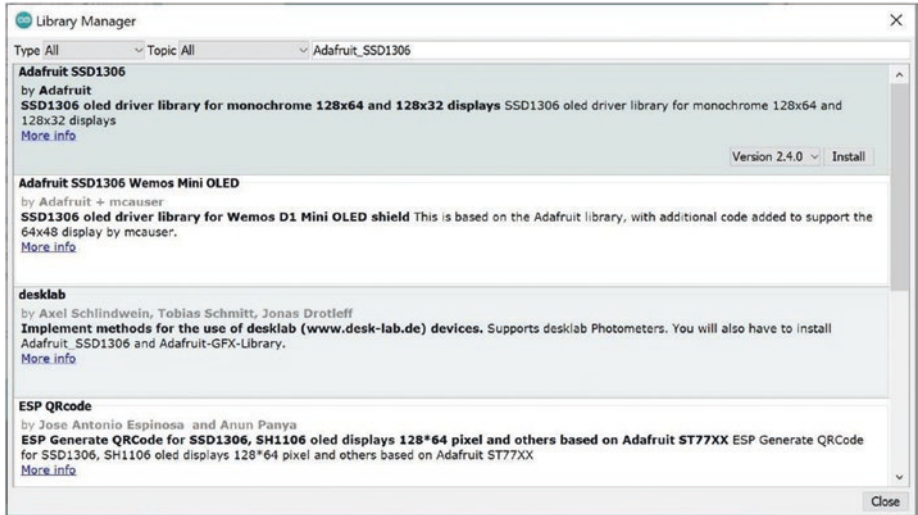 Library Manager
Type All Topic All Adafruit_SSD1306
Adafruit SSD1306
by Adafruit
SSD1306 oled driver library for monochrome 128x64 and 128x32 displays SSD1306 oled driver library for monochrome 128x64 and
128x32 displays
More info
Version 2.4.0 Install
Adafruit SSD1306 Wemos Mini OLED
by Adafruit + mcauser
SSD1306 oled driver library for Wemos D1 Mini OLED shield This is based on the Adafruit library, with additional code added to support the
64x48 display by mcauser.
More info
desklab
by Axel Schlindwein, Tobias Schmitt, Jonas Drotleff
Implement methods for the use of desklab (www.desk-lab.de) devices. Supports desklab Photometers. You will also have to install
Adafruit_SSD1306 and Adafruit-GFX-Library.
More info
ESP QRcode
by Jose Antonio Espinosa and Anun Panya
ESP Generate QRCode for SSD1306, SH1106 oled displays 128*64 pixel and others based on Adafruit ST77XX ESP Generate QRCode
for SSD1306, SH1106 oled displays 128*64 pixel and others based on Adafruit ST77XX
More info
Close